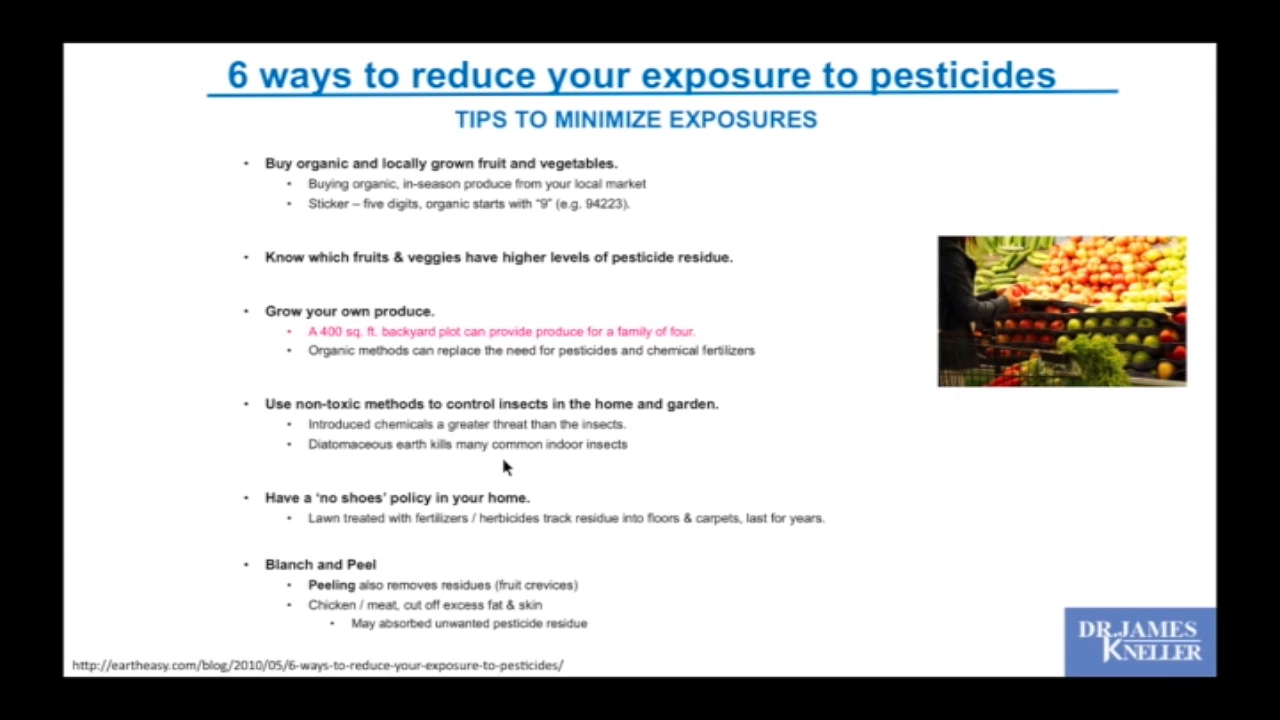 6 ways to reduce your exposure to pesticides
TIPS TO MINIMIZE EXPOSURES
• Buy organic and locally grown fruit and vegetables.
• Buying organic, in-season produce from your local market
• Sticker – five digits, organic starts with “9” (e.g. 94223).
• Know which fruits & veggies have higher levels of pesticide residue.
• Grow your own produce.
• A 400 sq. ft. backyard plot can provide produce for a family of four.
• Organic methods can replace the need for pesticides and chemical fertilizers
• Use non-toxic methods to control insects in the home and garden.
• Introduced chemicals a greater threat than the insects.
• Diatomaceous earth kills many common indoor insects
• Have a ‘no shoes’ policy in your home.
• Lawn treated with fertilizers / herbicides track residue into floors & carpets, last for years.
• Blanch and Peel
• Peeling also removes residues (fruit crevices)
• Chicken / meat, cut off excess fat & skin
• May absorbed unwanted pesticide residue
http://eartheasy.com/blog/2010/05/6-ways-to-reduce-your-exposure-to-pesticides/
DR.JAMES
KNELLER